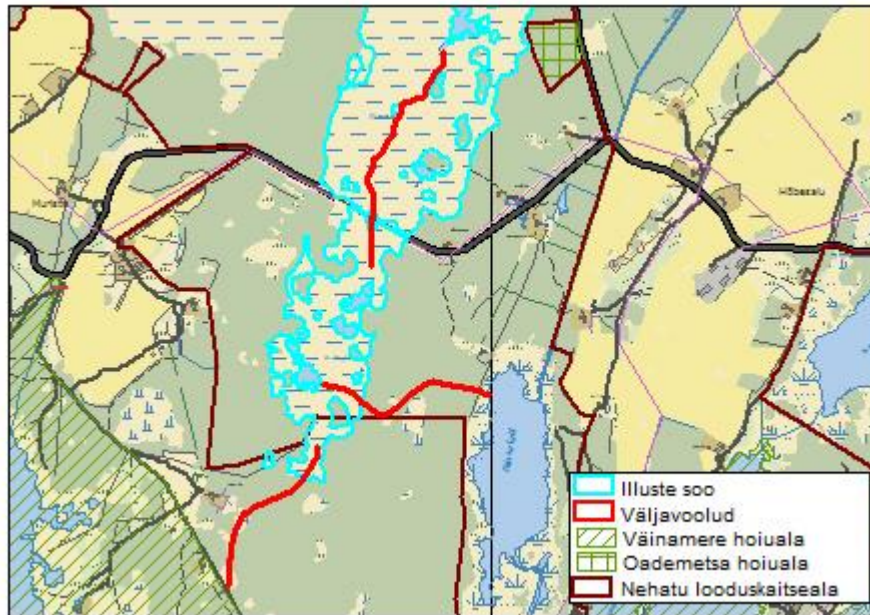 Hõbesalu
Illuste soo
Väljavoolud
Väinamere hoiuala
Oademetsa hoiuala
Nehatu looduskaitseala